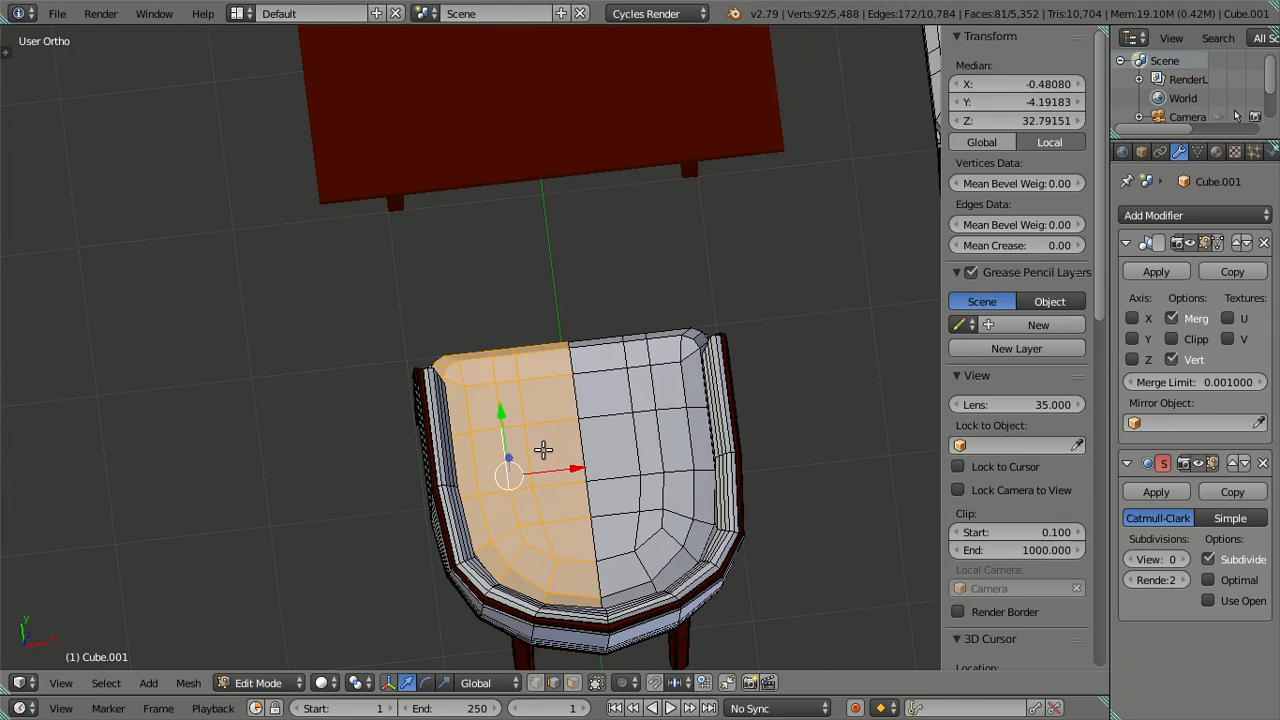 File Render Window Help Default Scene Cycles Render v2.79 | Verts:92/5,488 | Edges:172/10,784 | Faces:81/5,352 | Tris:10,704 | Mem:19.10M (0.42M) | Cube.001
User Ortho
Transform
Median:
X: -0.48080
Y: -4.19183
Z: 32.79151
Global Local
Vertices Data:
Mean Bevel Weig: 0.00
Edges Data:
Mean Bevel Weig: 0.00
Mean Crease: 0.00
Grease Pencil Layers
Scene Object
New
New Layer
View
Lens: 35.000
Lock to Object:
Lock to Cursor
Lock Camera to View
Clip:
Start: 0.100
End: 1000.000
Local Camera:
Camera
Render Border
3D Cursor
Location:
View Search All Sc
Scene
RenderL
World
Camera
Cube.001
Add Modifier
Apply Copy
Axis: Options: Textures:
X Merg U
Y Clipp V
Z Vert
Merge Limit: 0.001000
Mirror Object:
S
Apply Copy
Catmull-Clark Simple
Subdivisions: Options:
View: 0 Subdivide
Rende: 2 Optimal
Use Open
(1) Cube.001
View Select Add Mesh Edit Mode Global
View Marker Frame Playback Start: 1 End: 250 1 No Sync